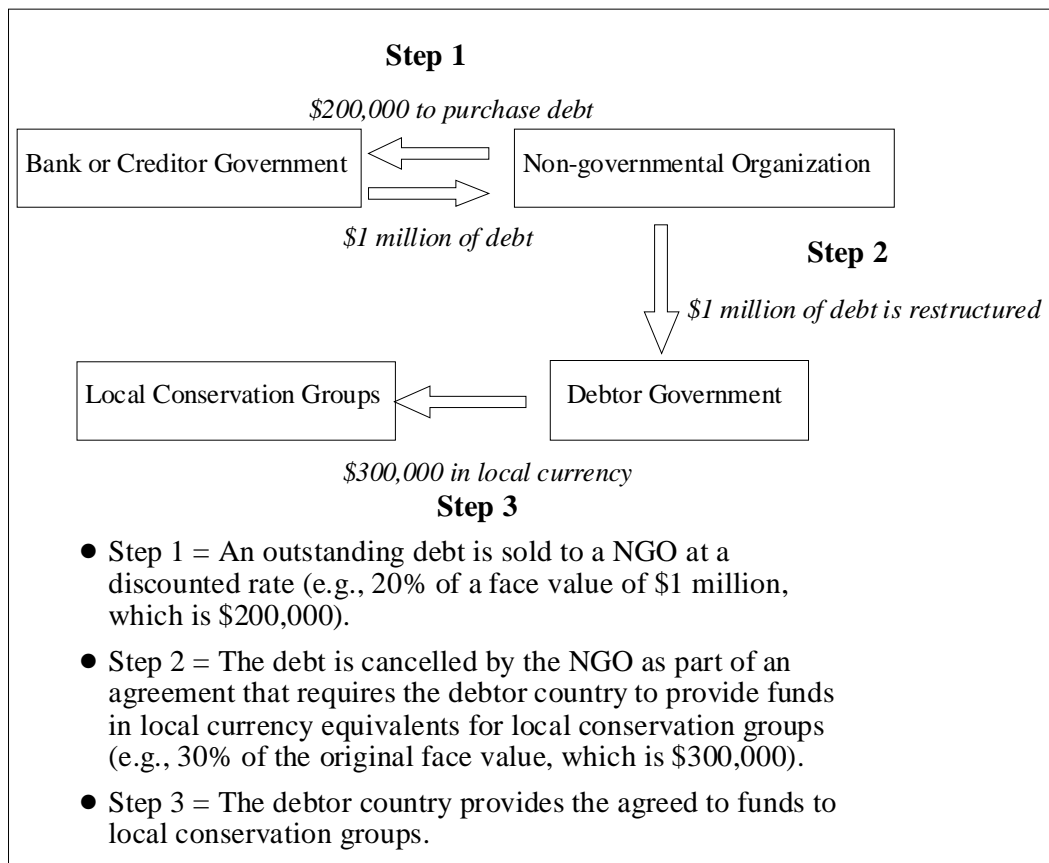 Step 1
$200,000 to purchase debt
Bank or Creditor Government
Non-governmental Organization
$1 million of debt
Step 2
$1 million of debt is restructured
Local Conservation Groups
Debtor Government
$300,000 in local currency
Step 3
● Step 1 = An outstanding debt is sold to a NGO at a
discounted rate (e.g., 20% of a face value of $1 million,
which is $200,000).
● Step 2 = The debt is cancelled by the NGO as part of an
agreement that requires the debtor country to provide funds
in local currency equivalents for local conservation groups
(e.g., 30% of the original face value, which is $300,000).
● Step 3 = The debtor country provides the agreed to funds to
local conservation groups.